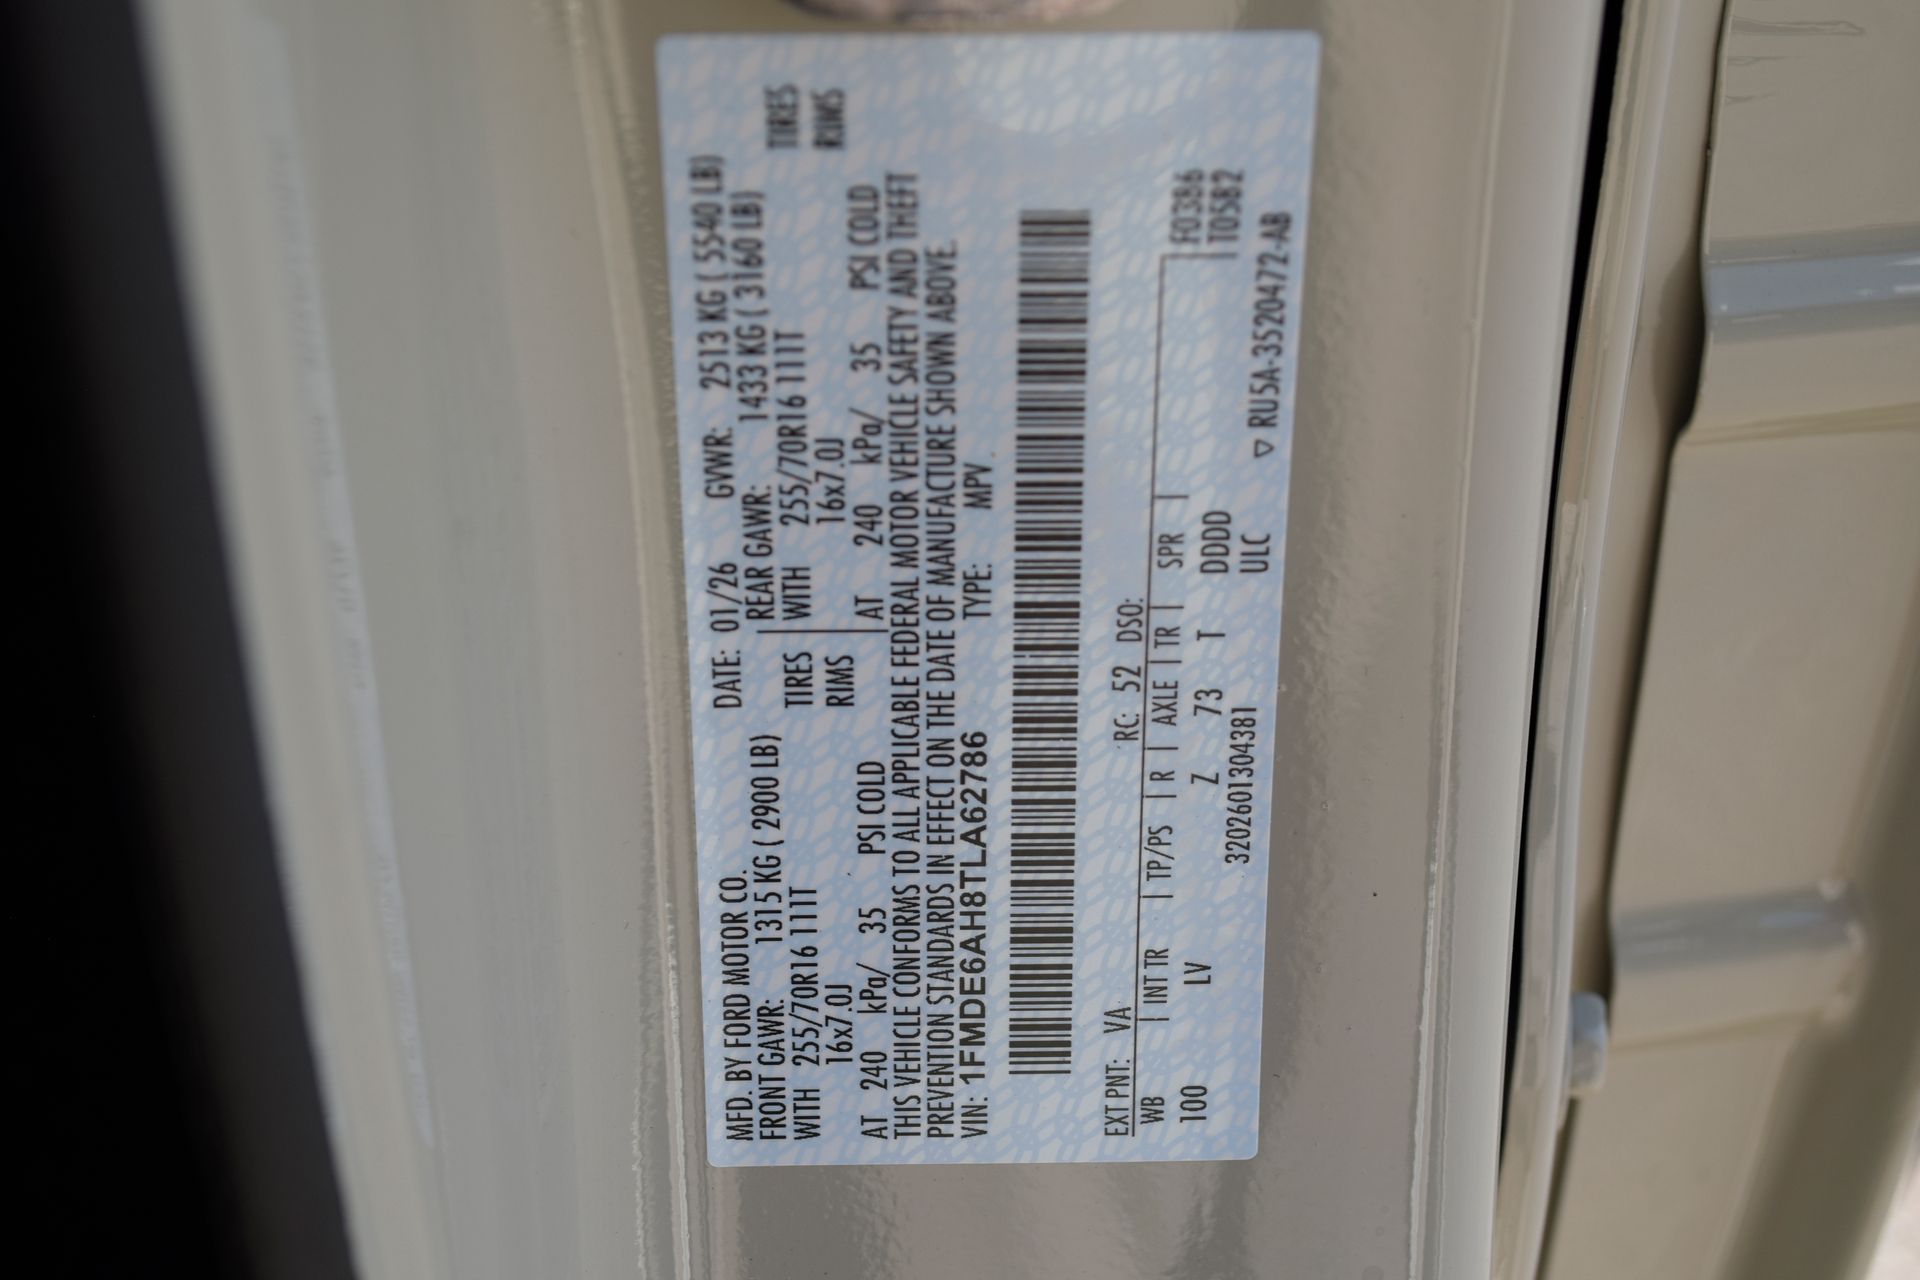 MFD. BY FORD MOTOR CO. DATE: 01/26 GVWR: 2513 KG ( 5540 LB)
FRONT GAWR: 1315 KG ( 2900 LB) REAR GAWR: 1433 KG ( 3160 LB)
WITH 255/70R16 111T TIRES WITH 255/70R16 111T TIRES
16x7.0J RIMS 16x7.0J RIMS
AT 240 kPa/ 35 PSI COLD AT 240 kPa/ 35 PSI COLD
THIS VEHICLE CONFORMS TO ALL APPLICABLE FEDERAL MOTOR VEHICLE SAFETY AND THEFT
PREVENTION STANDARDS IN EFFECT ON THE DATE OF MANUFACTURE SHOWN ABOVE.
VIN: 1FMDE6AH8TLA62786 TYPE: MPV
EXT PNT: VA RC: 52 DSO:
WB | INT TR | TP/PS | R | AXLE | TR | SPR | F0386
100 LV Z 73 T DDDD T0582
3202601304381 ULC
▽ RU5A-3520472-AB